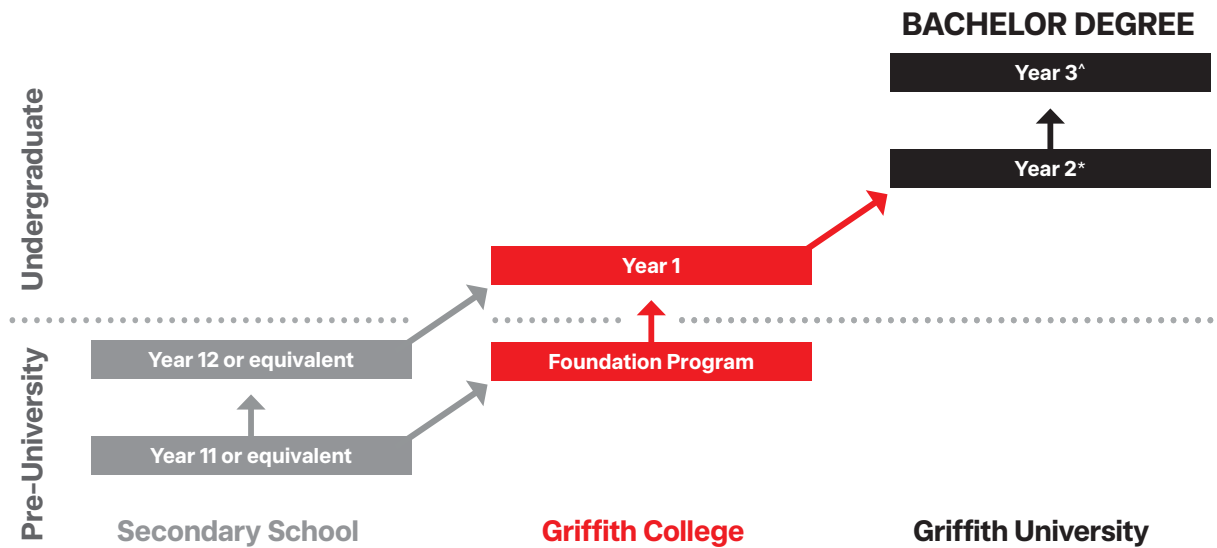 BACHELOR DEGREE
Year 3^
Year 2*
Undergraduate
Year 1
Year 12 or equivalent
Foundation Program
Year 11 or equivalent
Pre-University
Secondary School
Griffith College
Griffith University